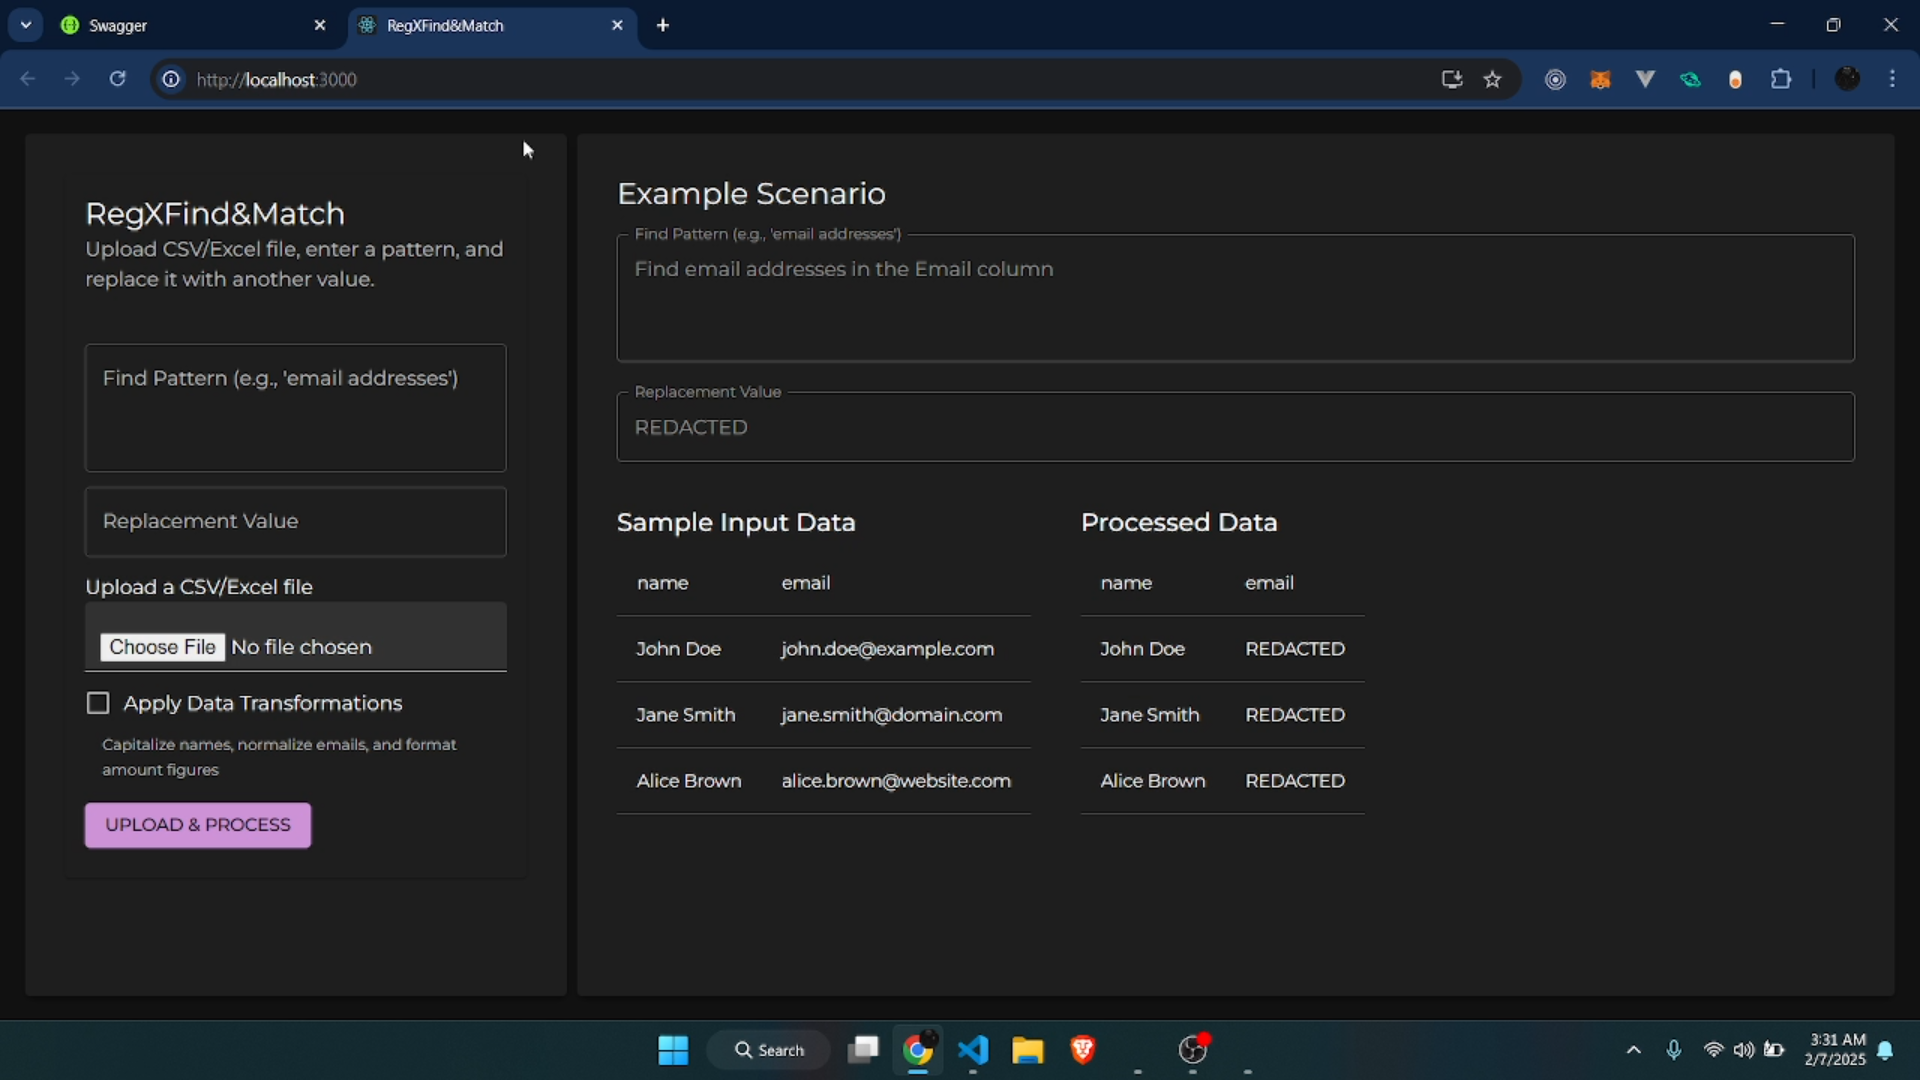 Swagger
RegXFind&Match
http://localhost:3000
RegXFind&Match
Upload CSV/Excel file, enter a pattern, and
replace it with another value.
Find Pattern (e.g., 'email addresses')
Replacement Value
Upload a CSV/Excel file
Choose File No file chosen
Apply Data Transformations
Capitalize names, normalize emails, and format
amount figures
UPLOAD & PROCESS
Example Scenario
Find Pattern (e.g., 'email addresses')
Find email addresses in the Email column
Replacement Value
REDACTED
Sample Input Data
name email
John Doe john.doe@example.com
Jane Smith jane.smith@domain.com
Alice Brown alice.brown@website.com
Processed Data
name email
John Doe REDACTED
Jane Smith REDACTED
Alice Brown REDACTED
Search
3:31 AM
2/7/2025